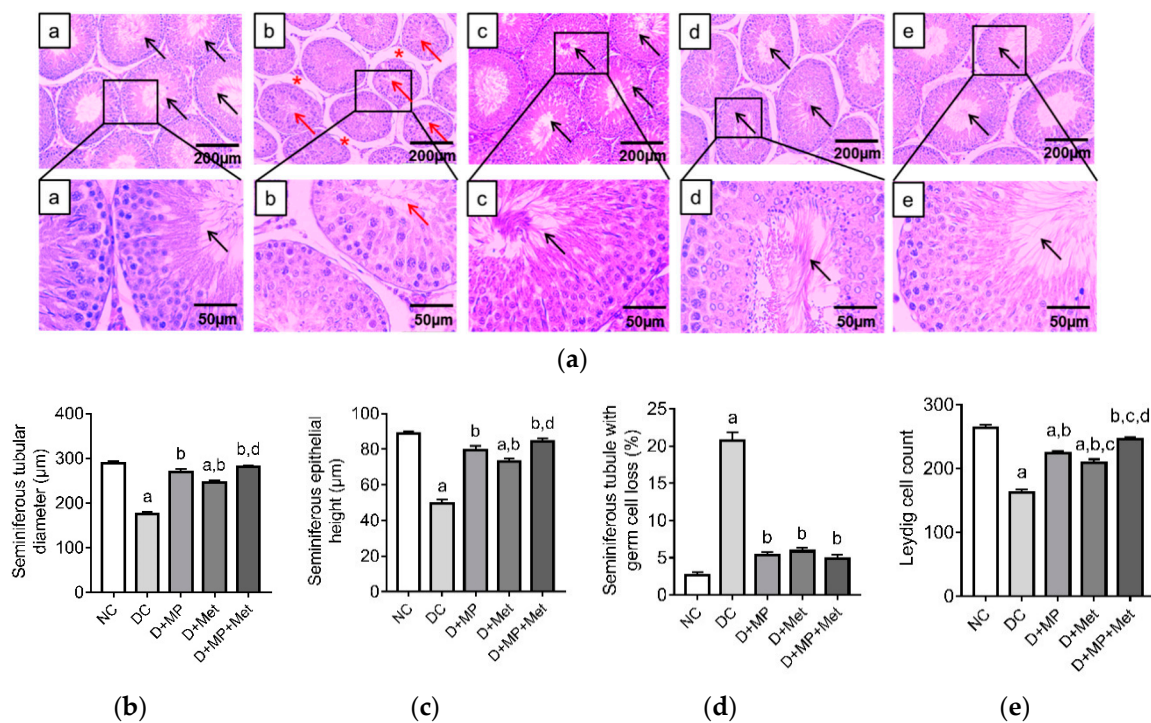 a b c d e
200μm 200μm 200μm 200μm 200μm
a b c d e
50μm 50μm 50μm 50μm 50μm
(a)
Seminiferous tubular
diameter (μm)
400
300
200
100
0
a
b
a,b
b,d
NC
DC
D+MP
D+Met
D+MP+Met
Seminiferous epithelial
height (μm)
100
80
60
40
20
0
a
b
a,b
b,d
NC
DC
D+MP
D+Met
D+MP+Met
Seminiferous tubule with
germ cell loss (%)
25
20
15
10
5
0
a
b
b
b
NC
DC
D+MP
D+Met
D+MP+Met
Leydig cell count
300
200
100
0
a
a,b
a,b,c
b,c,d
NC
DC
D+MP
D+Met
D+MP+Met
(b) (c) (d) (e)